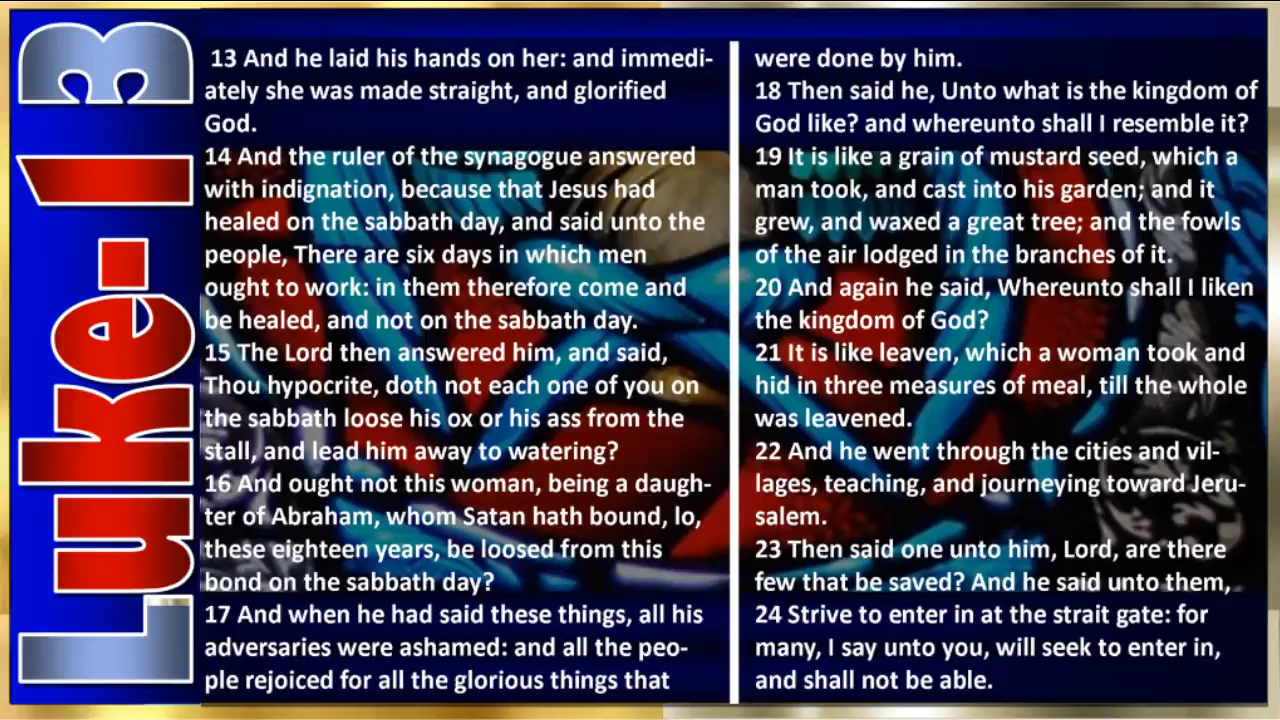 Luke-13
13 And he laid his hands on her: and immedi-
ately she was made straight, and glorified
God.
14 And the ruler of the synagogue answered
with indignation, because that Jesus had
healed on the sabbath day, and said unto the
people, There are six days in which men
ought to work: in them therefore come and
be healed, and not on the sabbath day.
15 The Lord then answered him, and said,
Thou hypocrite, doth not each one of you on
the sabbath loose his ox or his ass from the
stall, and lead him away to watering?
16 And ought not this woman, being a daugh-
ter of Abraham, whom Satan hath bound, lo,
these eighteen years, be loosed from this
bond on the sabbath day?
17 And when he had said these things, all his
adversaries were ashamed: and all the peo-
ple rejoiced for all the glorious things that
were done by him.
18 Then said he, Unto what is the kingdom of
God like? and whereunto shall I resemble it?
19 It is like a grain of mustard seed, which a
man took, and cast into his garden; and it
grew, and waxed a great tree; and the fowls
of the air lodged in the branches of it.
20 And again he said, Whereunto shall I liken
the kingdom of God?
21 It is like leaven, which a woman took and
hid in three measures of meal, till the whole
was leavened.
22 And he went through the cities and vil-
lages, teaching, and journeying toward Jeru-
salem.
23 Then said one unto him, Lord, are there
few that be saved? And he said unto them,
24 Strive to enter in at the strait gate: for
many, I say unto you, will seek to enter in,
and shall not be able.